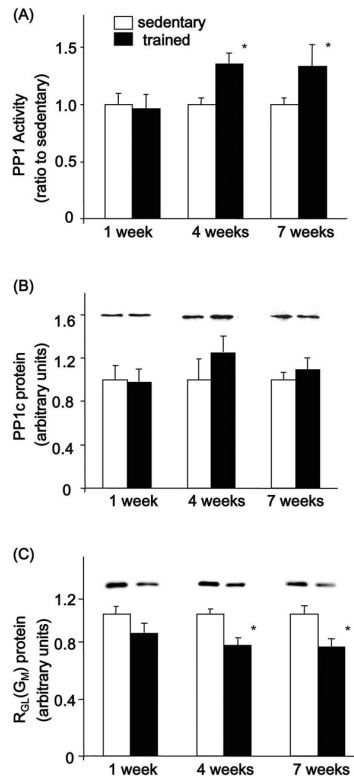 (A)
sedentary
trained
PP1 Activity
(ratio to sedentary)
1.5
1.0
0.5
0
*
*
1 week
4 weeks
7 weeks
(B)
PP1c protein
(arbitrary units)
1.6
1.2
0.8
0.4
0
1 week
4 weeks
7 weeks
(C)
RGL(GM) protein
(arbitrary units)
1.2
0.8
0.4
0
*
*
1 week
4 weeks
7 weeks